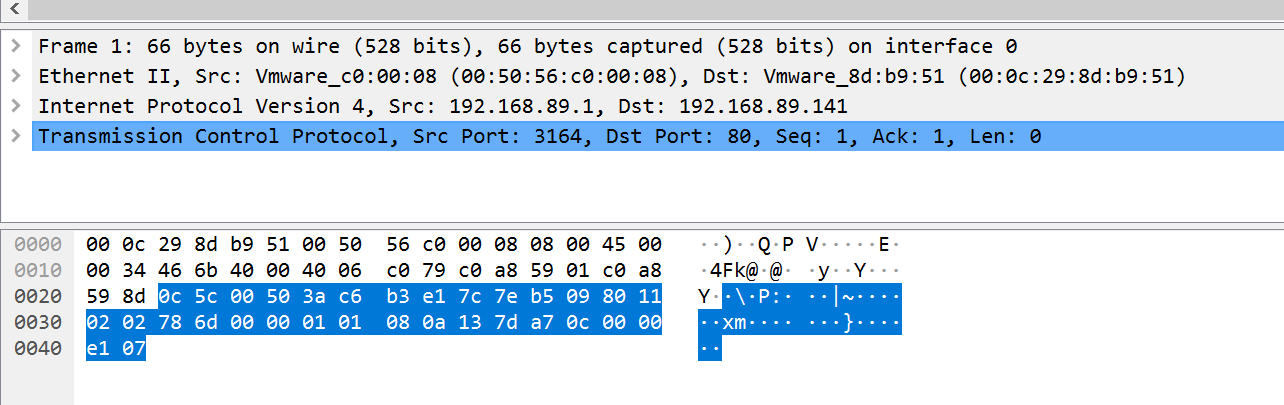 Frame 1: 66 bytes on wire (528 bits), 66 bytes captured (528 bits) on interface 0
Ethernet II, Src: Vmware_c0:00:08 (00:50:56:c0:00:08), Dst: Vmware_8d:b9:51 (00:0c:29:8d:b9:51)
Internet Protocol Version 4, Src: 192.168.89.1, Dst: 192.168.89.141
Transmission Control Protocol, Src Port: 3164, Dst Port: 80, Seq: 1, Ack: 1, Len: 0
0000 00 0c 29 8d b9 51 00 50 56 c0 00 08 08 00 45 00 ··)··Q·P V·····E·
0010 00 34 46 6b 40 00 40 06 c0 79 c0 a8 59 01 c0 a8 ·4Fk@·@· ·y··Y···
0020 59 8d 0c 5c 00 50 3a c6 b3 e1 7c 7e b5 09 80 11 Y··\·P:· ··|~····
0030 02 02 78 6d 00 00 01 01 08 0a 13 7d a7 0c 00 00 ··xm···· ···}····
0040 e1 07 ··